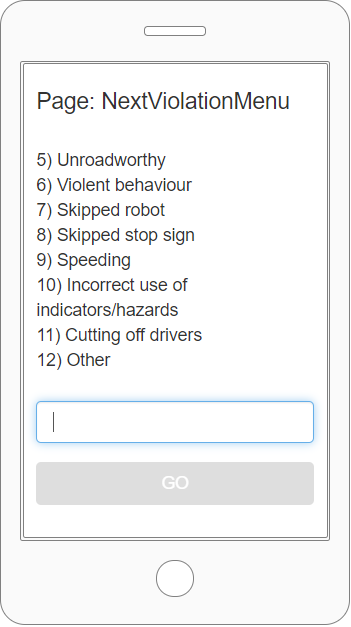 Page: NextViolationMenu
5) Unroadworthy
6) Violent behaviour
7) Skipped robot
8) Skipped stop sign
9) Speeding
10) Incorrect use of
indicators/hazards
11) Cutting off drivers
12) Other
GO